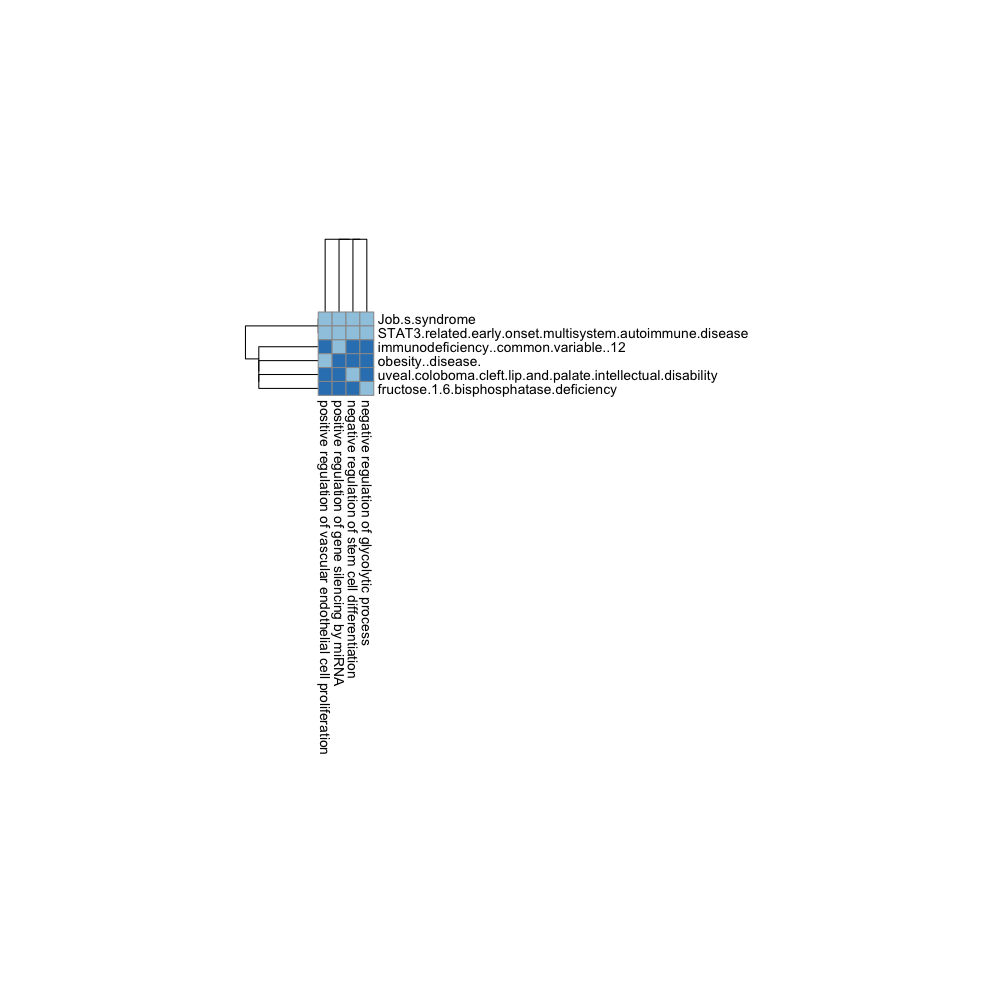 Job.s.syndrome
STAT3.related.early.onset.multisystem.autoimmune.disease
immunodeficiency..common.variable..12
obesity..disease.
uveal.coloboma.cleft.lip.and.palate.intellectual.disability
fructose.1.6.bisphosphatase.deficiency
positive regulation of vascular endothelial cell proliferation
positive regulation of gene silencing by miRNA
negative regulation of stem cell differentiation
negative regulation of glycolytic process